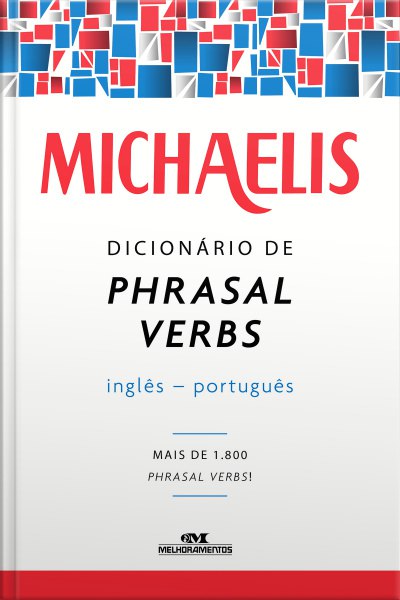 MICHAELIS
DICIONÁRIO DE
PHRASAL
VERBS
inglês – português
MAIS DE 1.800
PHRASAL VERBS!
MELHORAMENTOS